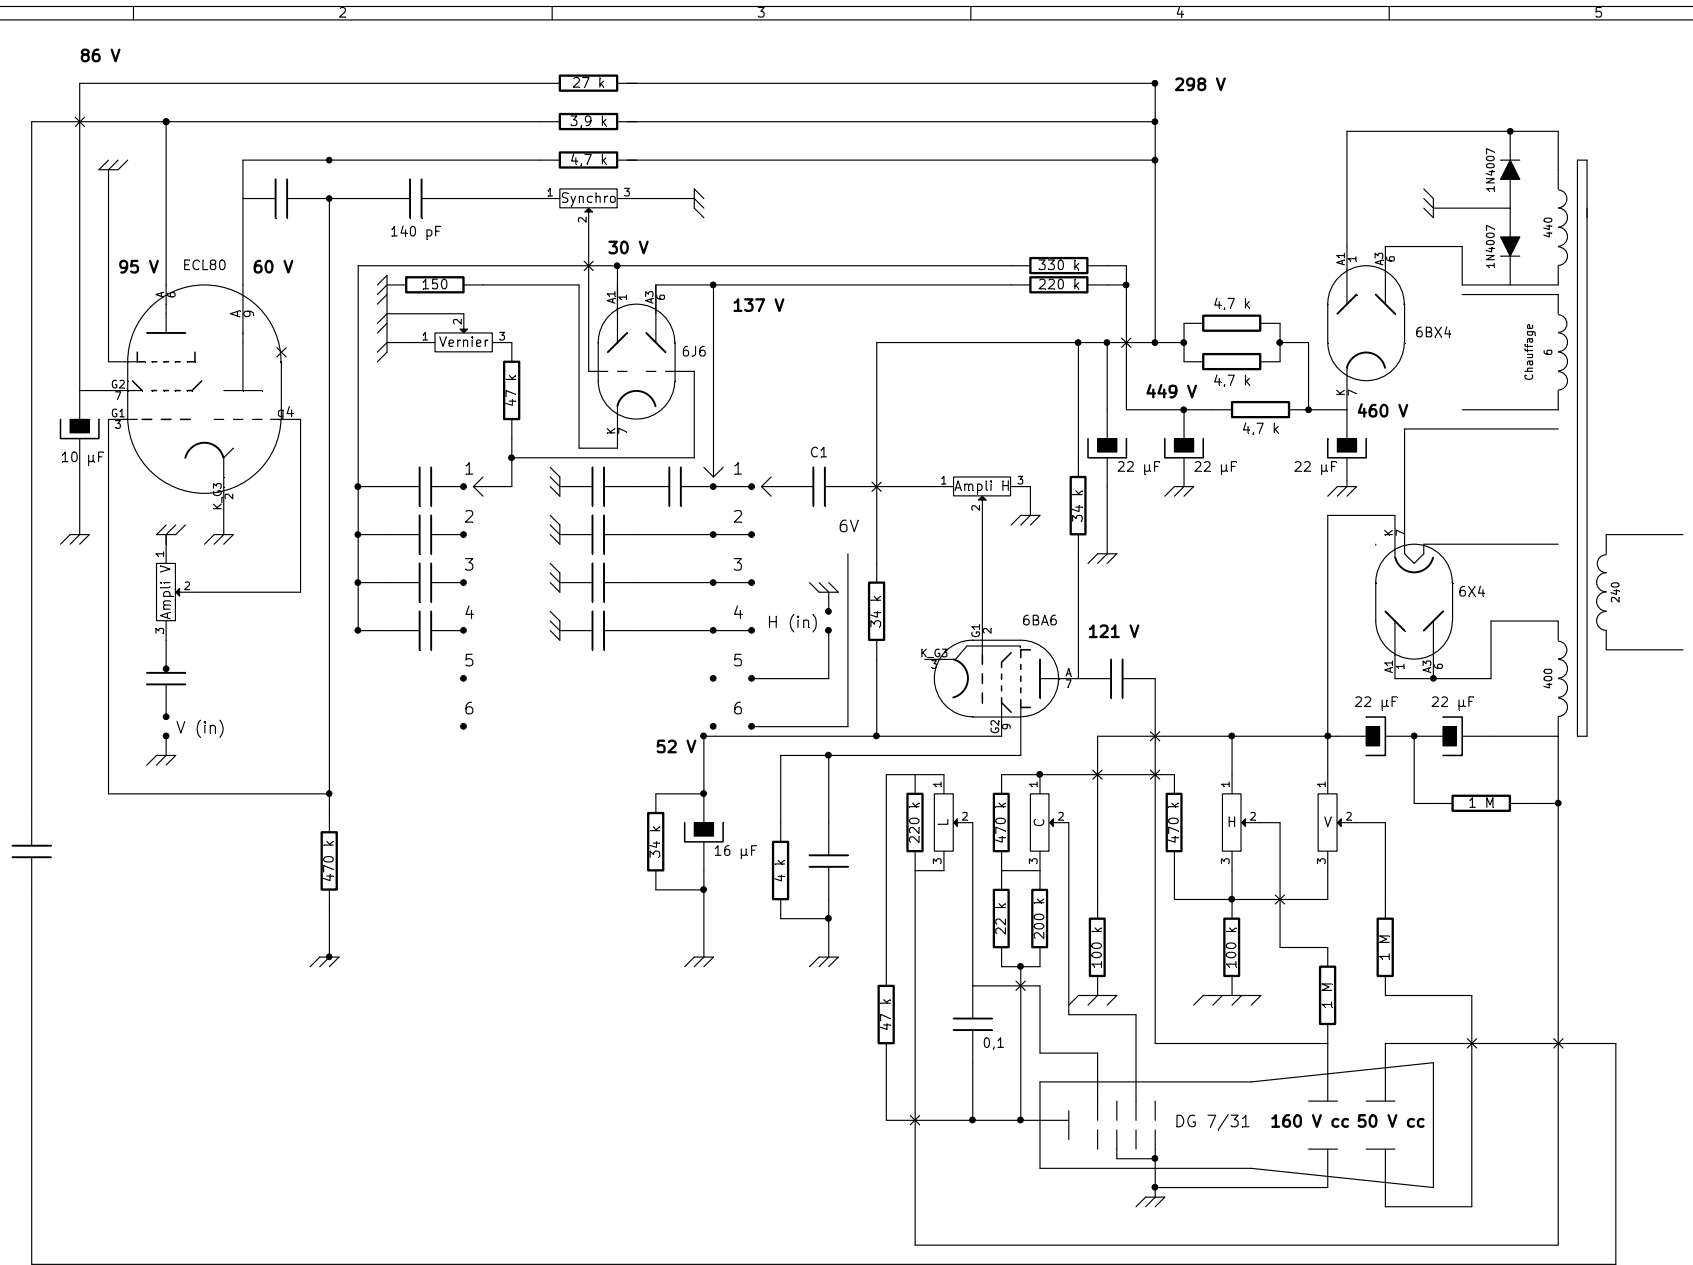 2 3 4 5
86 V
27 k
298 V
3,9 k
4,7 k
1 Synchro 3
2
140 pF
1N4007
1N4007
440
30 V
95 V
ECL80
60 V
330 k
220 k
150
137 V
A 6
A 9
A1 1
A3 6
A1 1
A3 6
4,7 k
4,7 k
6BX4
Chauffage
6
2
1 Vernier 3
6J6
47 k
G2
7
G1
3
g4
K 7
449 V
K 7
460 V
4,7 k
10 µF
22 µF
22 µF
22 µF
C1
K_G3
2
1
1
1 Ampli H 3
2
34 k
2
2
6V
K 7
1
Ampli V
2
3
3
3
4
4
H (in)
34 k
6X4
240
G1
2
6BA6
121 V
K_G3
3
A
7
A1 1
A3 6
400
5
5
6
6
V (in)
G2
9
52 V
22 µF
22 µF
1 M
34 k
16 µF
4 k
220 k
1
L
2
3
470 k
1
C
2
3
470 k
1
H
2
3
1
V
2
3
470 k
22 k
200 k
100 k
100 k
1 M
1 M
47 k
0,1
DG 7/31
160 V cc
50 V cc